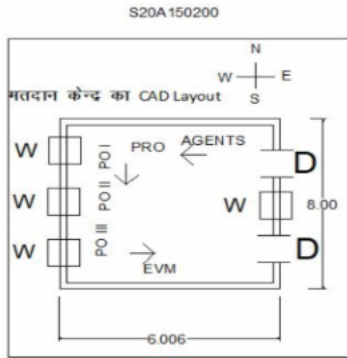 S20A150200
N
W E
S
मतदान केन्द्र का CAD Layout
W PO I PRO AGENTS D
W PO II W 8.00
W PO III EVM D
6.006